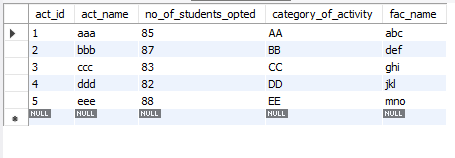 act_id act_name no_of_students_opted category_of_activity fac_name
1 aaa 85 AA abc
2 bbb 87 BB def
3 ccc 83 CC ghi
4 ddd 82 DD jkl
5 eee 88 EE mno
NULL NULL NULL NULL NULL